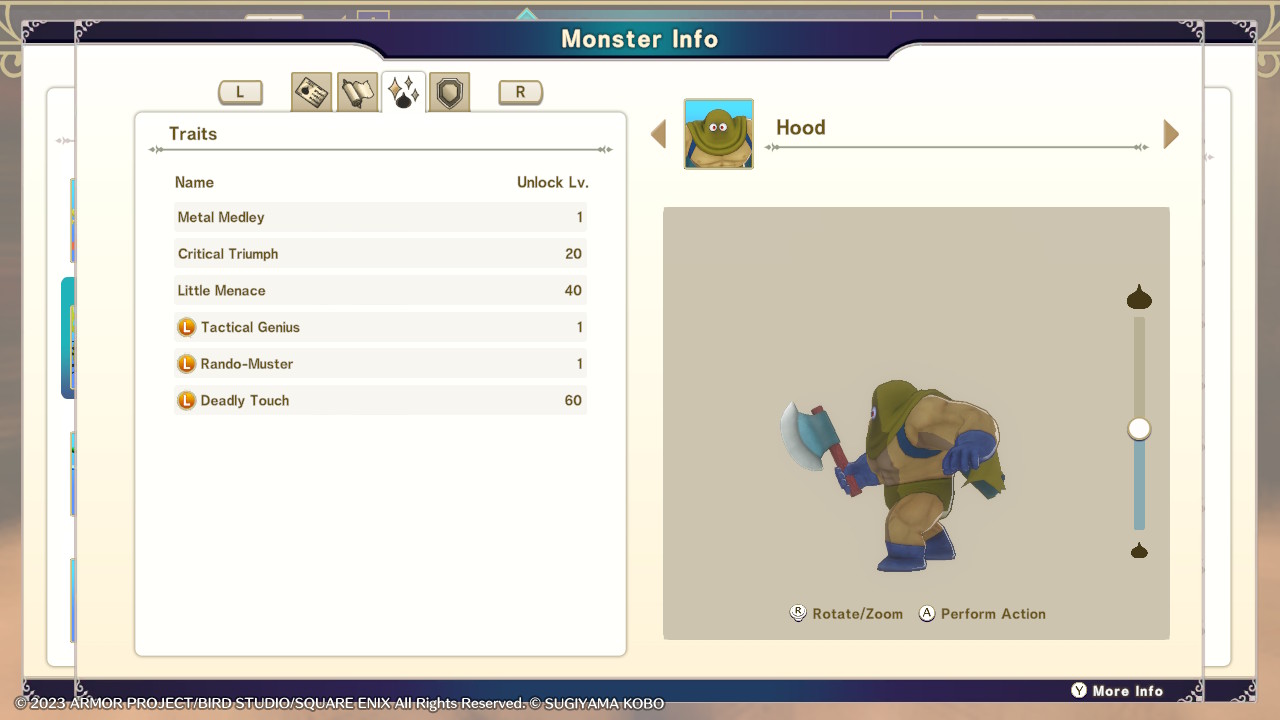 Monster Info
L
R
Traits
Name Unlock Lv.
Metal Medley 1
Critical Triumph 20
Little Menace 40
L Tactical Genius 1
L Rando-Muster 1
L Deadly Touch 60
Hood
R Rotate/Zoom A Perform Action
Y More Info
© 2023 ARMOR PROJECT/BIRD STUDIO/SQUARE ENIX All Rights Reserved. © SUGIYAMA KOBO